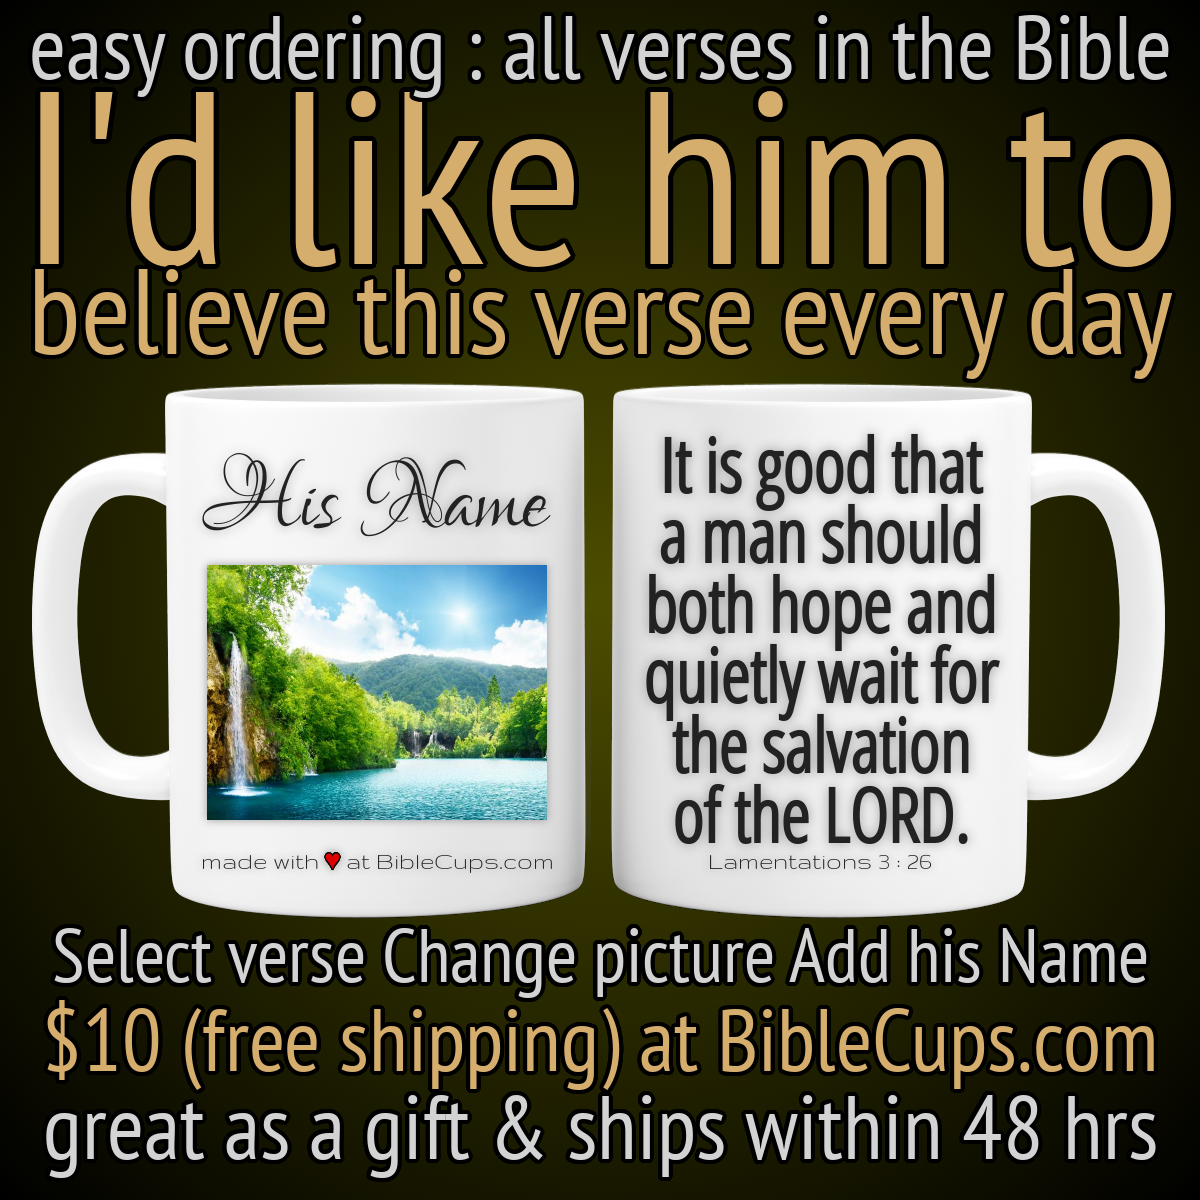 easy ordering : all verses in the Bible
I'd like him to
believe this verse every day
His Name
made with ❤ at BibleCups.com
It is good that
a man should
both hope and
quietly wait for
the salvation
of the LORD.
Lamentations 3 : 26
Select verse Change picture Add his Name
$10 (free shipping) at BibleCups.com
great as a gift & ships within 48 hrs